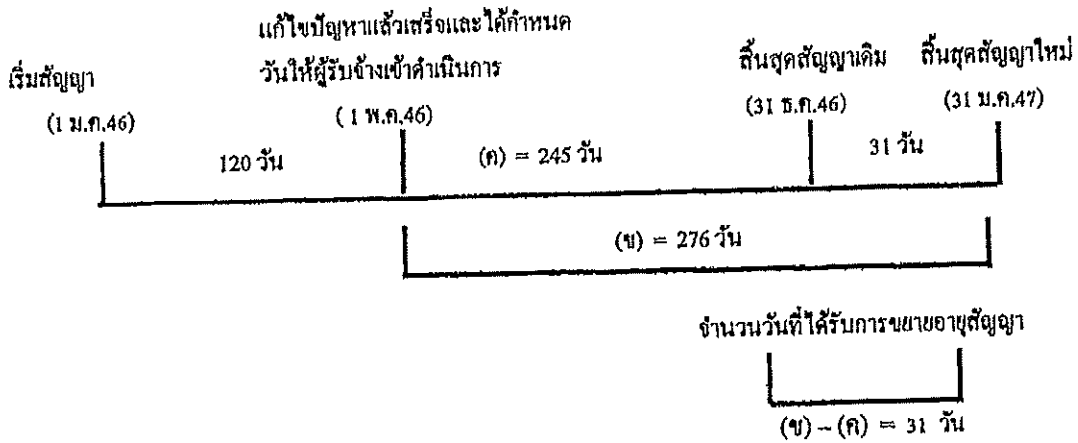 แก้ไขปัญหาแล้วเสร็จและได้กำหนด
วันให้ผู้รับจ้างเข้าดำเนินการ
(1 พ.ค.46)
เริ่มสัญญา
(1 ม.ค.46)
สิ้นสุดสัญญาเดิม
(31 ธ.ค.46)
สิ้นสุดสัญญาใหม่
(31 ม.ค.47)
120 วัน
(ค) = 245 วัน
31 วัน
(ข) = 276 วัน
จำนวนวันที่ได้รับการขยายอายุสัญญา
(ข) – (ค) = 31 วัน